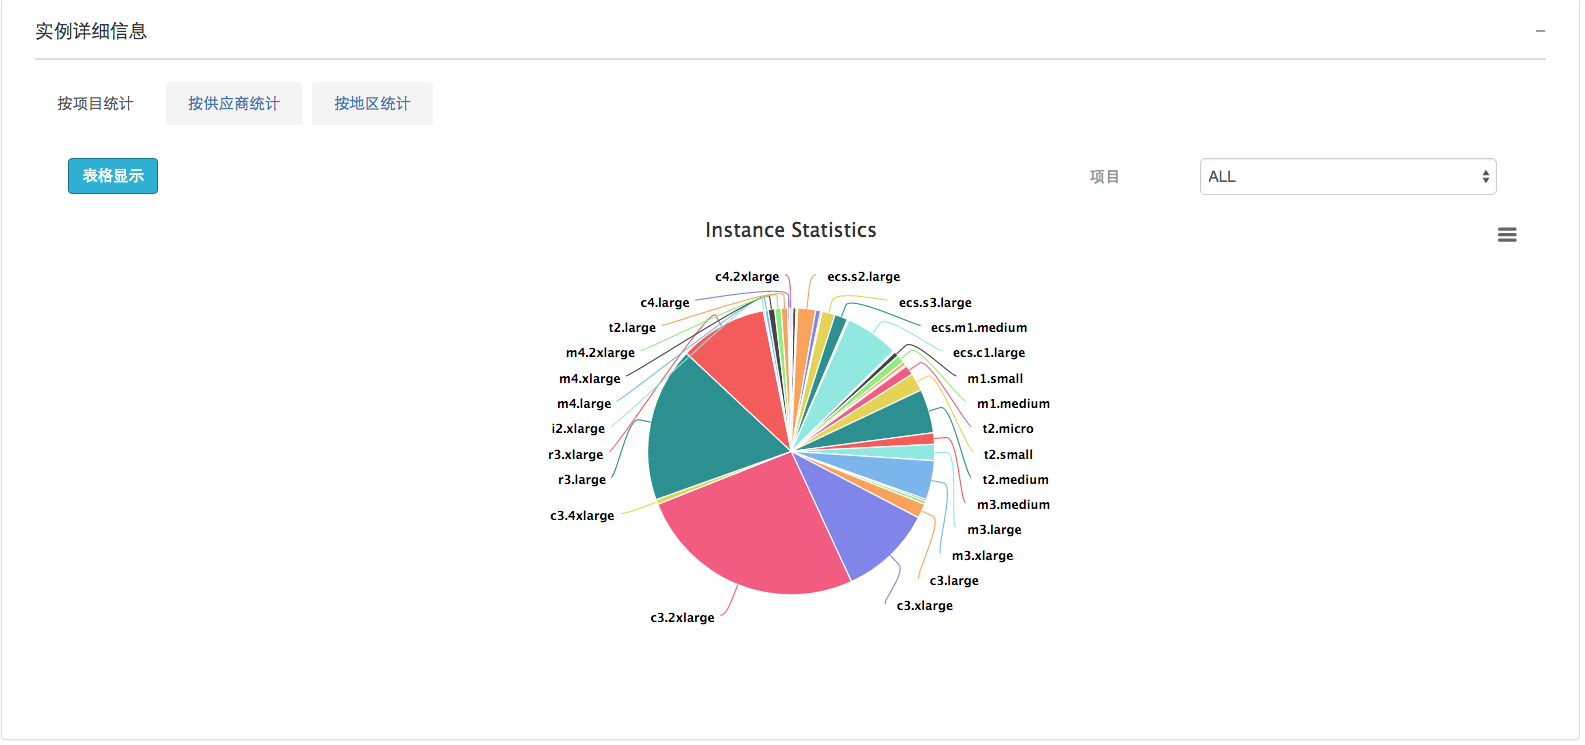 实例详细信息
按项目统计
按供应商统计
按地区统计
表格显示
项目
ALL
Instance Statistics
c4.2xlarge
ecs.s2.large
c4.large
ecs.s3.large
t2.large
ecs.m1.medium
m4.2xlarge
ecs.c1.large
m4.xlarge
m1.small
m4.large
m1.medium
i2.xlarge
t2.micro
r3.xlarge
t2.small
r3.large
t2.medium
m3.medium
c3.4xlarge
m3.large
m3.xlarge
c3.large
c3.xlarge
c3.2xlarge